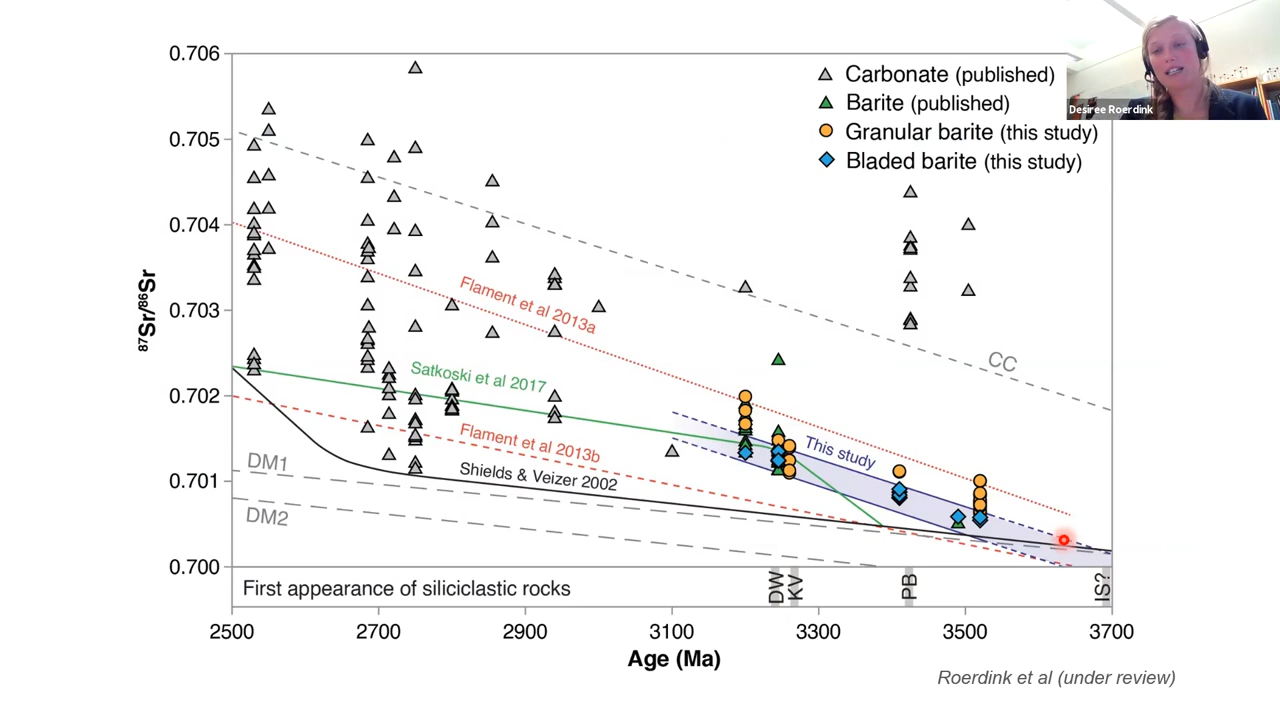 0.706
0.705
0.704
0.703
0.702
0.701
0.700
87Sr/86Sr
Carbonate (published)
Barite (published)
Granular barite (this study)
Bladed barite (this study)
Desiree Roerdink
Flament et al 2013a
CC
Satkoski et al 2017
Flament et al 2013b
This study
Shields & Veizer 2002
DM1
DM2
First appearance of siliciclastic rocks
DW
KV
PB
IS?
2500
2700
2900
3100
3300
3500
3700
Age (Ma)
Roerdink et al (under review)